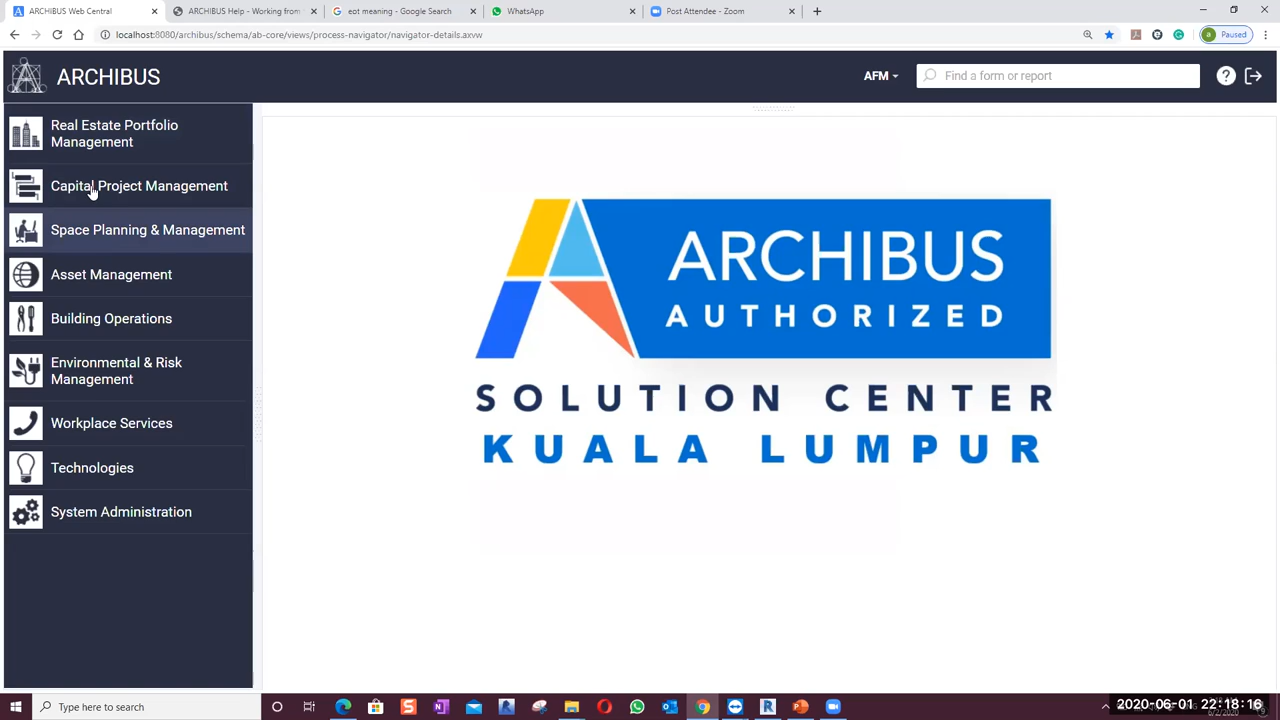 ARCHIBUS Web Central
ARCHIBUS Help - Working from
eot meaning - Google Search
WhatsApp
Post Attendee - Zoom
localhost:8080/archibus/schema/ab-core/views/process-navigator/navigator-details.axvw
a
Paused
ARCHIBUS
AFM
Find a form or report
Real Estate Portfolio
Management
Capital Project Management
Space Planning & Management
Asset Management
Building Operations
Environmental & Risk
Management
Workplace Services
Technologies
System Administration
ARCHIBUS
AUTHORIZED
SOLUTION CENTER
KUALA LUMPUR
Type here to search
2020-06-01 22:18:16
6/2/2020